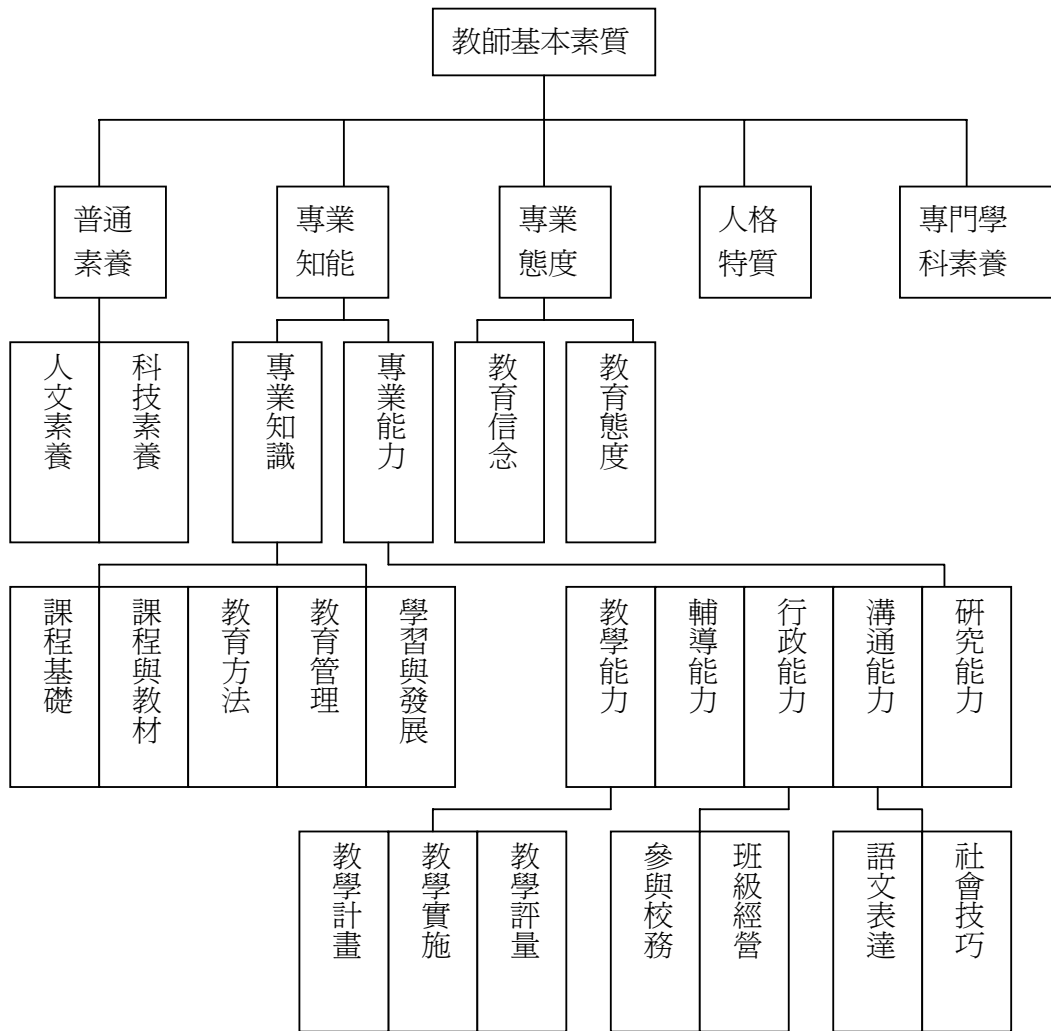 教師基本素質
普通
素養
專業
知能
專業
態度
人格
特質
專門學
科素養
人文素養
科技素養
專業知識
專業能力
教育信念
教育態度
課程基礎
課程與教材
教育方法
教育管理
學習與發展
教學能力
輔導能力
行政能力
溝通能力
研究能力
教學計畫
教學實施
教學評量
參與校務
班級經營
語文表達
社會技巧